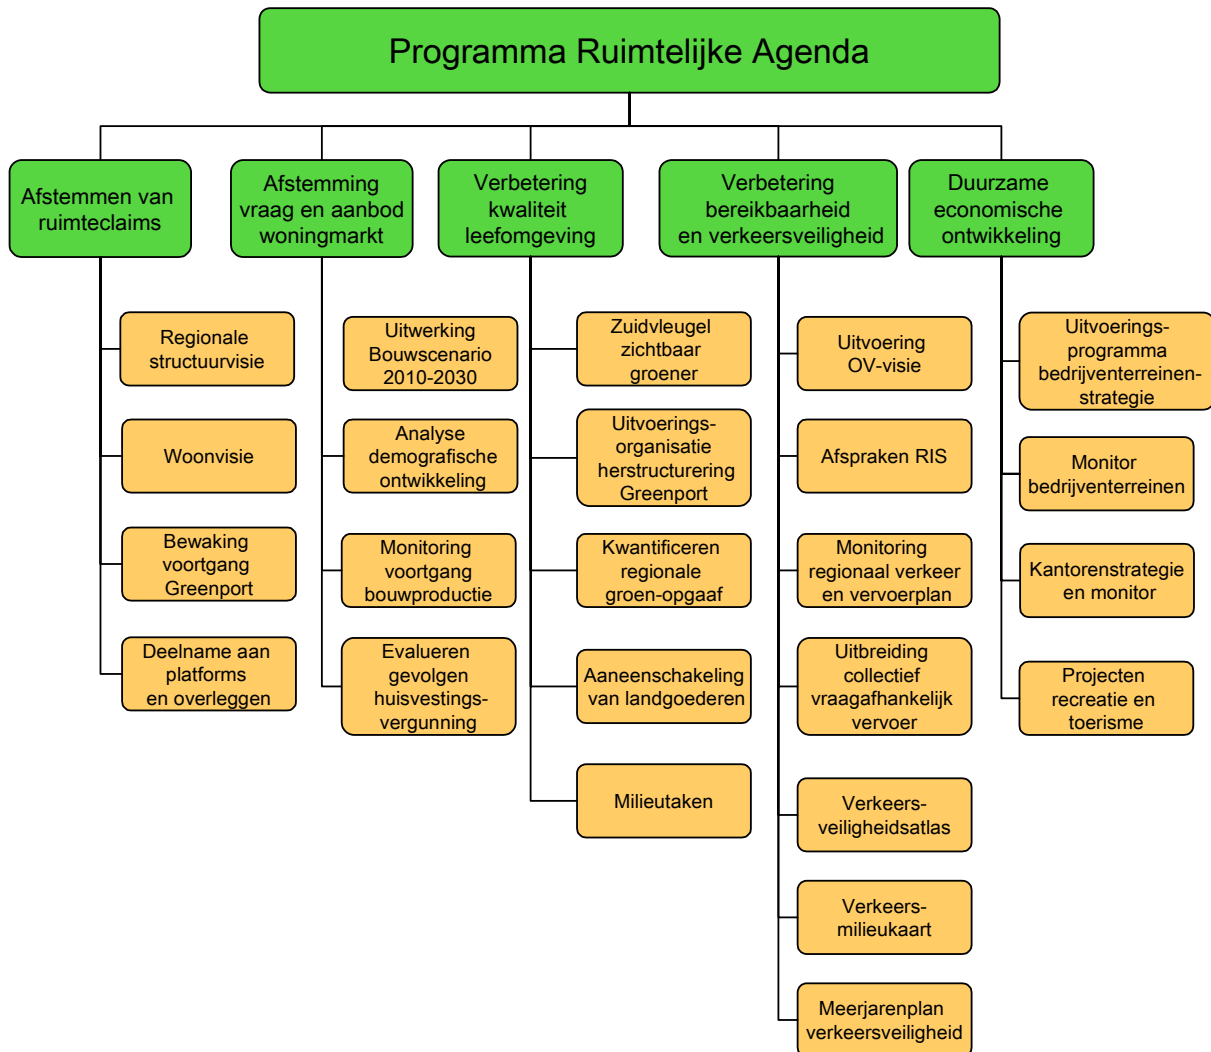 Programma Ruimtelijke Agenda
Afstemmen van
ruimteclaims
Afstemming
vraag en aanbod
woningmarkt
Verbetering
kwaliteit
leefomgeving
Verbetering
bereikbaarheid
en verkeersveiligheid
Duurzame
economische
ontwikkeling
Regionale
structuurvisie
Woonvisie
Bewaking
voortgang
Greenport
Deelname aan
platforms
en overleggen
Uitwerking
Bouwscenario
2010-2030
Analyse
demografische
ontwikkeling
Monitoring
voortgang
bouwproductie
Evalueren
gevolgen
huisvestings-
vergunning
Zuidvleugel
zichtbaar
groener
Uitvoerings-
organisatie
herstructurering
Greenport
Kwantificeren
regionale
groen-opgaaf
Aaneenschakeling
van landgoederen
Milieutaken
Uitvoering
OV-visie
Afspraken RIS
Monitoring
regionaal verkeer
en vervoerplan
Uitbreiding
collectief
vraagafhankelijk
vervoer
Verkeers-
veiligheidsatlas
Verkeers-
milieukaart
Meerjarenplan
verkeersveiligheid
Uitvoerings-
programma
bedrijventerreinen-
strategie
Monitor
bedrijventerreinen
Kantorenstrategie
en monitor
Projecten
recreatie en
toerisme